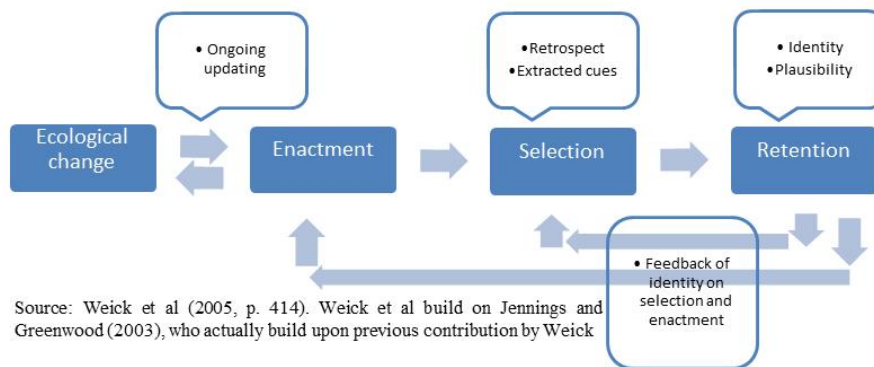 • Ongoing
updating
• Retrospect
• Extracted cues
• Identity
• Plausibility
Ecological
change
Enactment
Selection
Retention
• Feedback of
identity on
selection and
enactment
Source: Weick et al (2005, p. 414). Weick et al build on Jennings and
Greenwood (2003), who actually build upon previous contribution by Weick